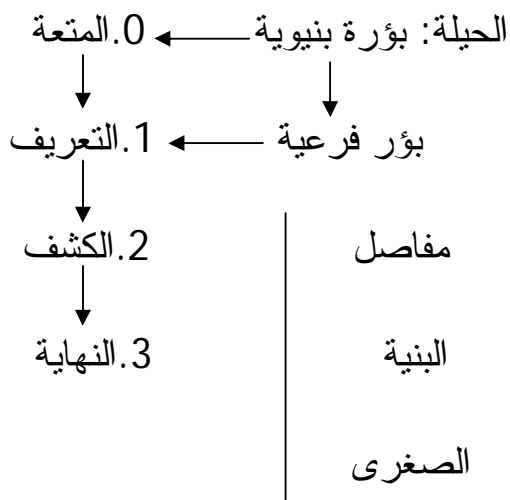 الحيلة: بؤرة بنيوية 0.المتعة
بؤر فرعية 1.التعريف
مفاصل 2.الكشف
البنية 3.النهاية
الصغرى